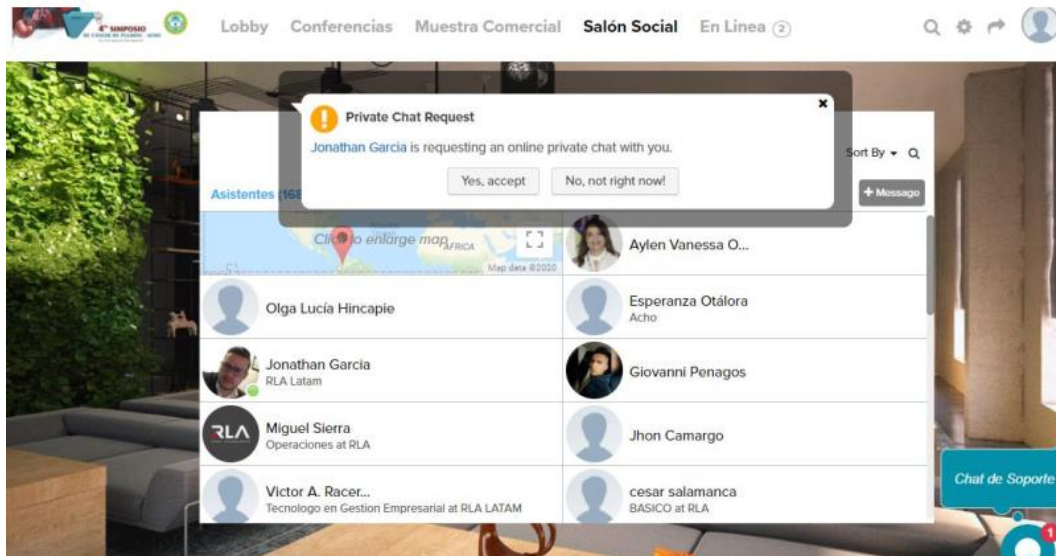 4º SIMPOSIO
Lobby Conferencias Muestra Comercial Salón Social En Linea 2
Private Chat Request
Jonathan Garcia is requesting an online private chat with you.
Yes, accept No, not right now!
Sort By
Asistentes (168
+ Message
Click to enlarge map
AFRICA
Map data ©2020
Aylen Vanessa O...
Olga Lucía Hincapie
Esperanza Otálora
Acho
Jonathan Garcia
RLA Latam
Giovanni Penagos
RLA
Miguel Sierra
Operaciones at RLA
Jhon Camargo
Victor A. Racer...
Tecnologo en Gestion Empresarial at RLA LATAM
cesar salamanca
BASICO at RLA
Chat de Soporte
1